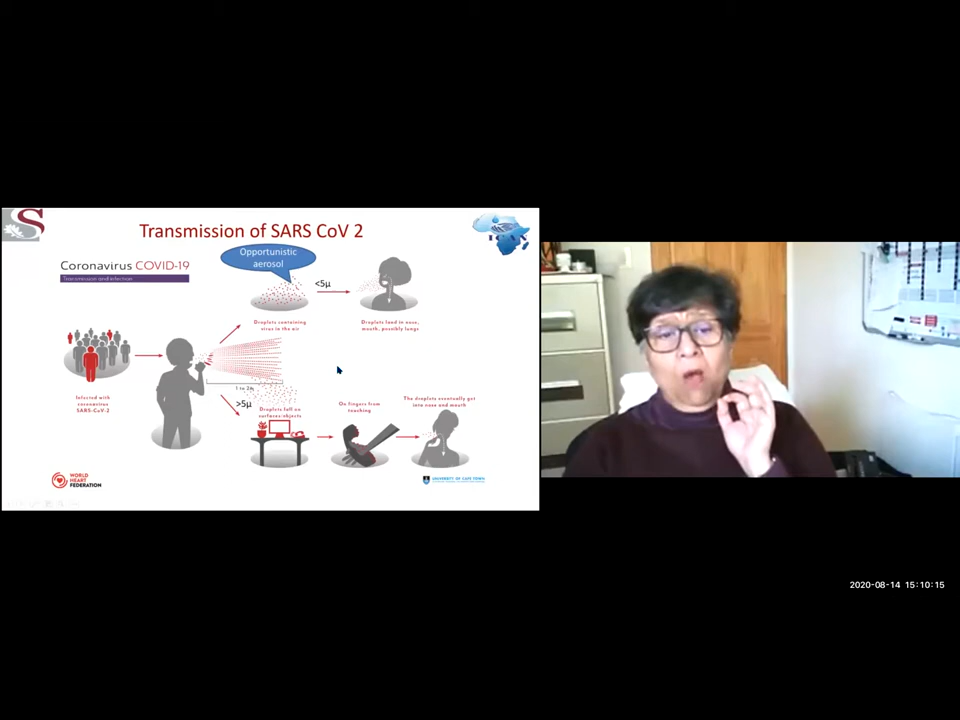 Transmission of SARS CoV 2
ICAN
Opportunistic
aerosol
Coronavirus COVID-19
Transmission and infection
<5μ
Droplets containing
virus in the air
Droplets land in nose,
mouth, possibly lungs
1 to 2m
Infected with
coronavirus
SARS-CoV-2
>5μ
Droplets fall on
surfaces/objects
On fingers from
touching
The droplets eventually get
into nose and mouth
WORLD
HEART
FEDERATION
UNIVERSITY OF CAPE TOWN
2020-08-14 15:10:15